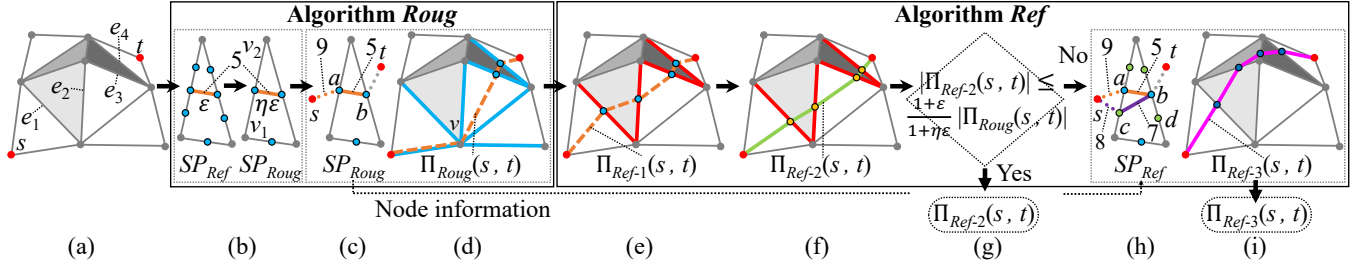 Algorithm Roug
Algorithm Ref
e4
t
e2
e3
e1
s
5
v2
ε
ηε
v1
SPRef
SPRoug
9
5
t
a
s
b
SPRoug
v
ΠRoug(s, t)
ΠRef-1(s, t)
ΠRef-2(s, t)
|ΠRef-2(s, t)| ≤
1+ε
1+ηε
|ΠRoug(s, t)|
No
Yes
ΠRef-2(s, t)
9
5
t
a
b
s
c
d
8
7
SPRef
ΠRef-3(s, t)
ΠRef-3(s, t)
Node information
(a)
(b)
(c)
(d)
(e)
(f)
(g)
(h)
(i)